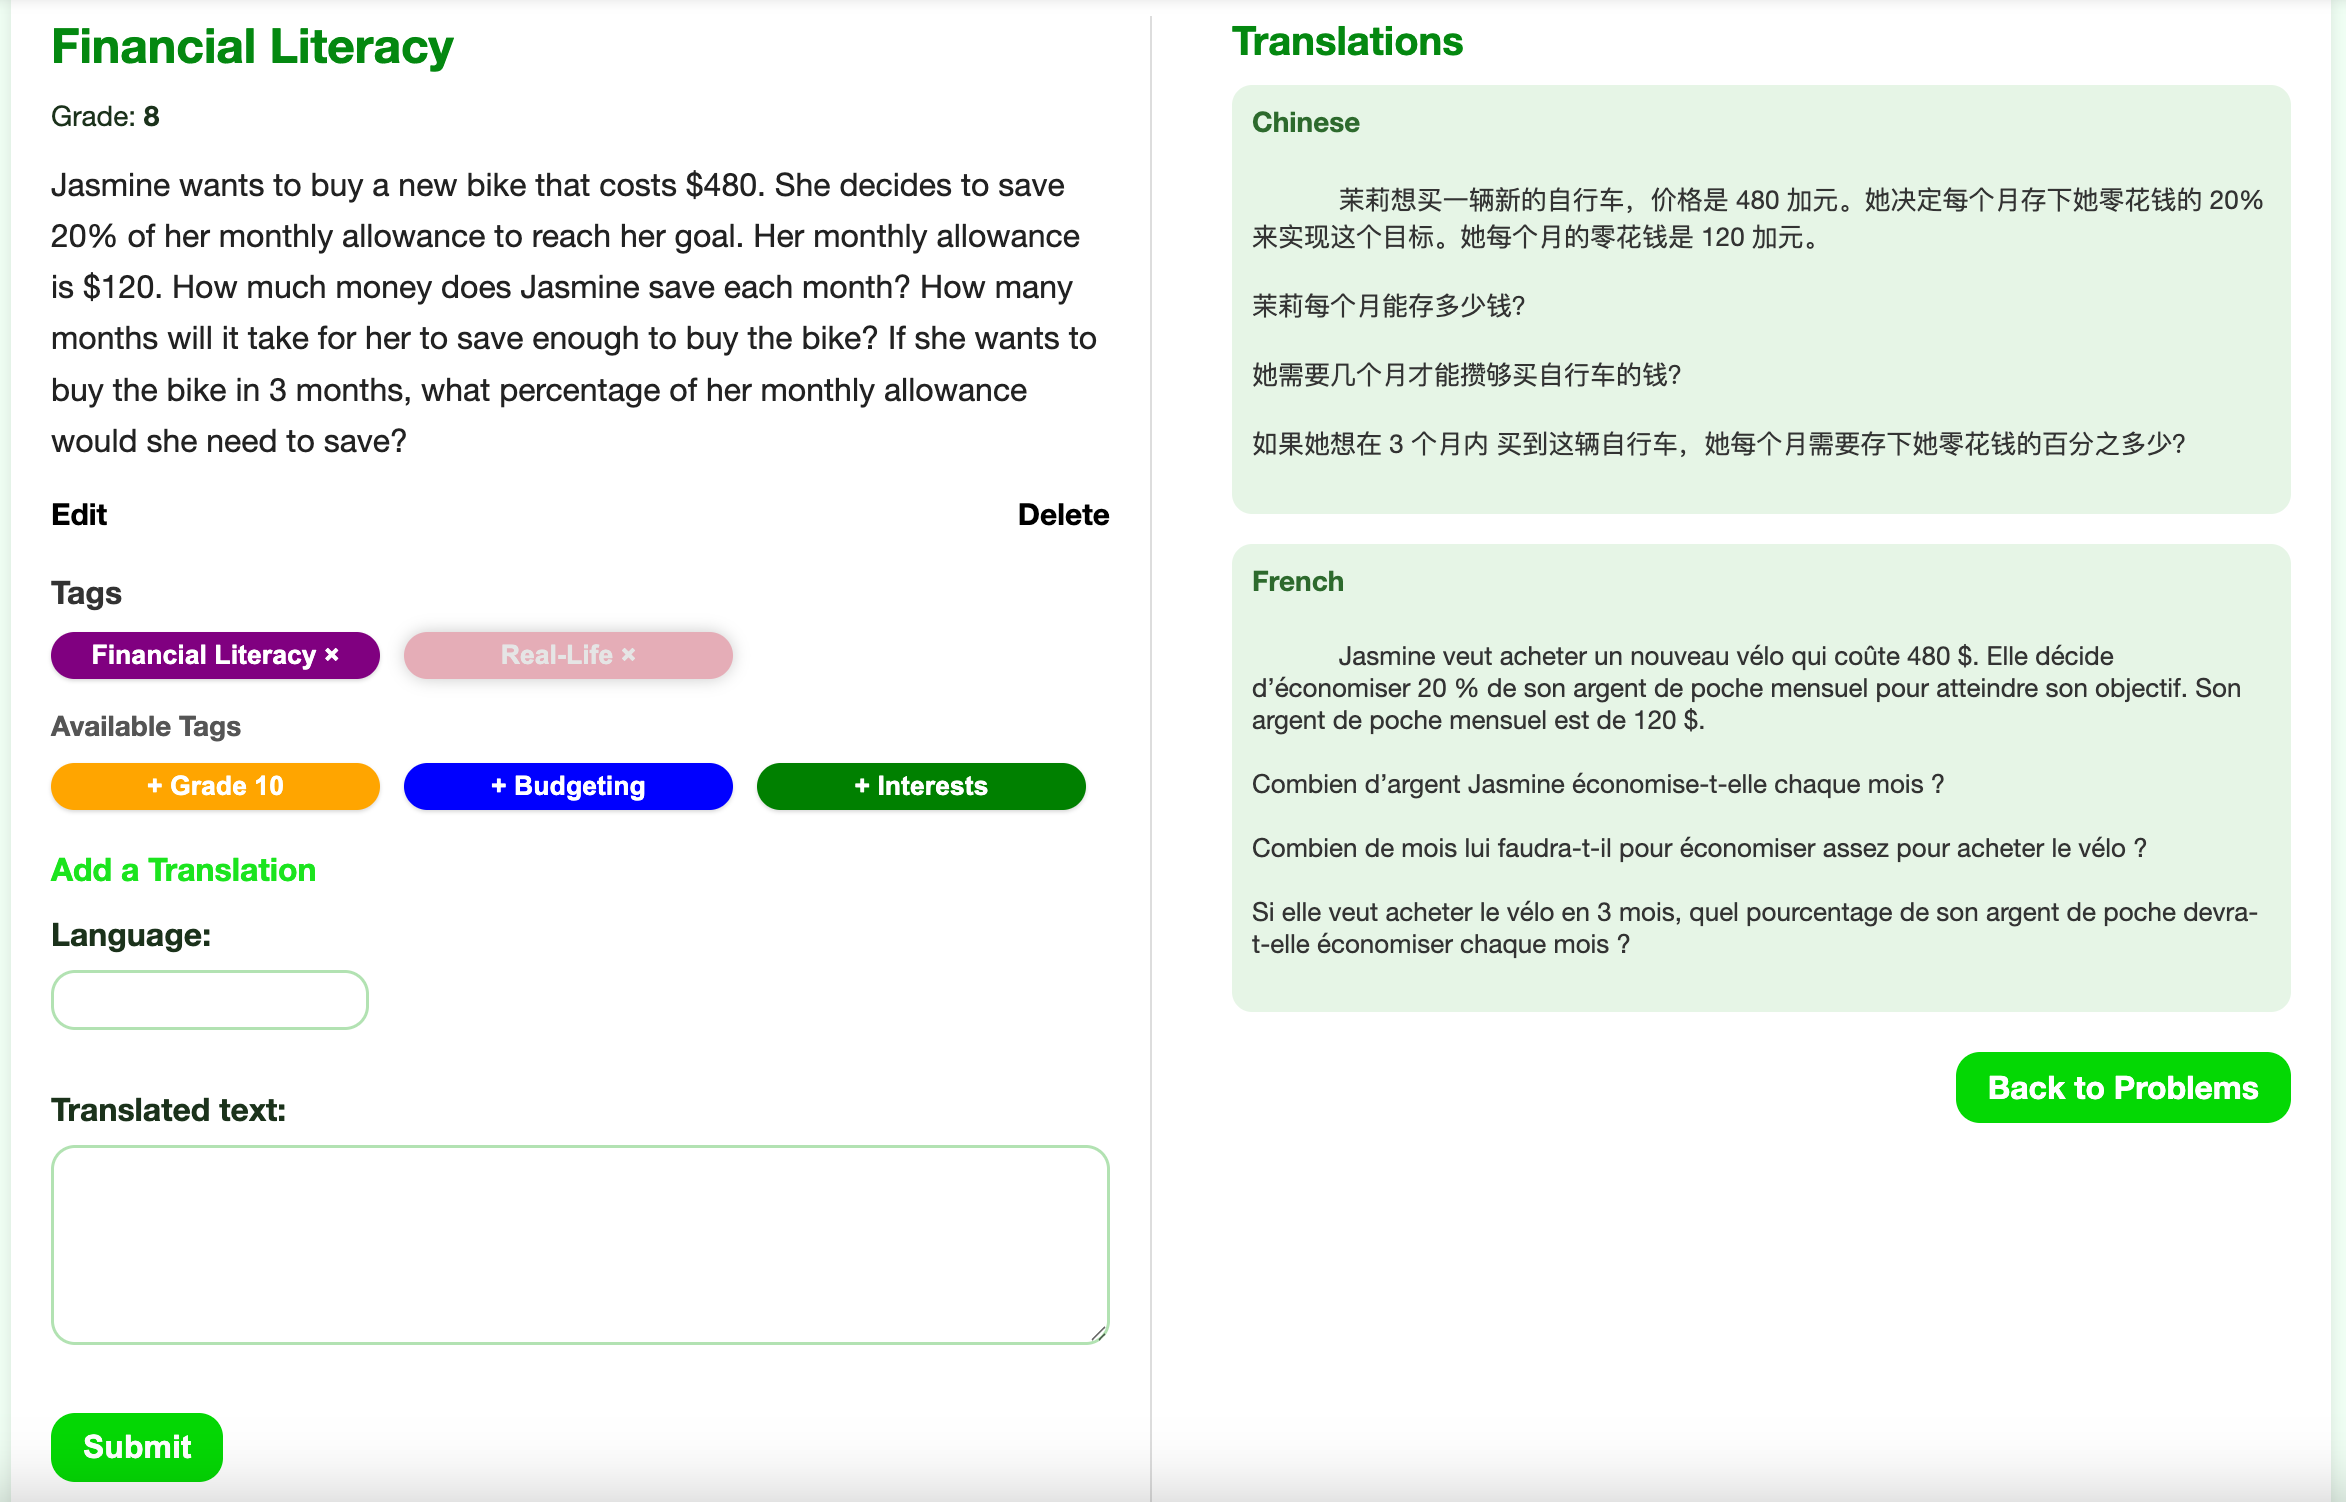 Financial Literacy
Grade: 8
Jasmine wants to buy a new bike that costs $480. She decides to save
20% of her monthly allowance to reach her goal. Her monthly allowance
is $120. How much money does Jasmine save each month? How many
months will it take for her to save enough to buy the bike? If she wants to
buy the bike in 3 months, what percentage of her monthly allowance
would she need to save?
Edit
Delete
Tags
Financial Literacy ×
Real-Life ×
Available Tags
+ Grade 10
+ Budgeting
+ Interests
Add a Translation
Language:
Translated text:
Submit
Translations
Chinese
茉莉想买一辆新的自行车，价格是 480 加元。她决定每个月存下她零花钱的 20%
来实现这个目标。她每个月的零花钱是 120 加元。
茉莉每个月能存多少钱?
她需要几个月才能攒够买自行车的钱?
如果她想在 3 个月内 买到这辆自行车，她每个月需要存下她零花钱的百分之多少?
French
Jasmine veut acheter un nouveau vélo qui coûte 480 $. Elle décide
d’économiser 20 % de son argent de poche mensuel pour atteindre son objectif. Son
argent de poche mensuel est de 120 $.
Combien d’argent Jasmine économise-t-elle chaque mois ?
Combien de mois lui faudra-t-il pour économiser assez pour acheter le vélo ?
Si elle veut acheter le vélo en 3 mois, quel pourcentage de son argent de poche devra-
t-elle économiser chaque mois ?
Back to Problems